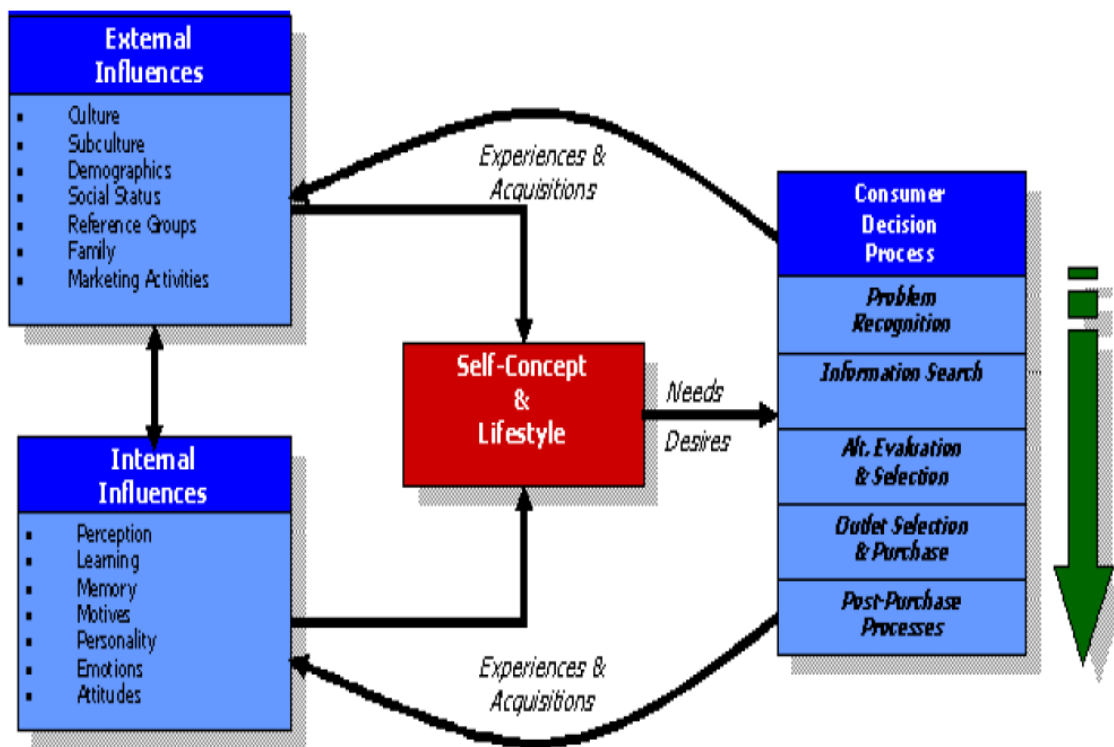 External
Influences
▪ Culture
▪ Subculture
▪ Demographics
▪ Social Status
▪ Reference Groups
▪ Family
▪ Marketing Activities
Internal
Influences
▪ Perception
▪ Learning
▪ Memory
▪ Motives
▪ Personality
▪ Emotions
▪ Attitudes
Experiences &
Acquisitions
Self-Concept
&
Lifestyle
Needs
Desires
Experiences &
Acquisitions
Consumer
Decision
Process
Problem
Recognition
Information Search
Alt. Evaluation
& Selection
Outlet Selection
& Purchase
Post-Purchase
Processes